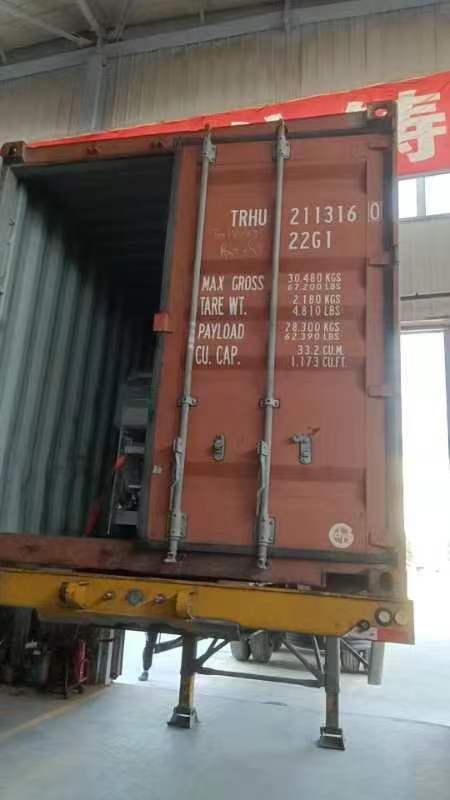 铸
TRHU 211316 0
22G1
MAX GROSS 30.480 KGS
67.200 LBS
TARE WT. 2.180 KGS
4.810 LBS
PAYLOAD 28.300 KGS
62.390 LBS
CU. CAP. 33.2 CU.M.
1.173 CU.FT.